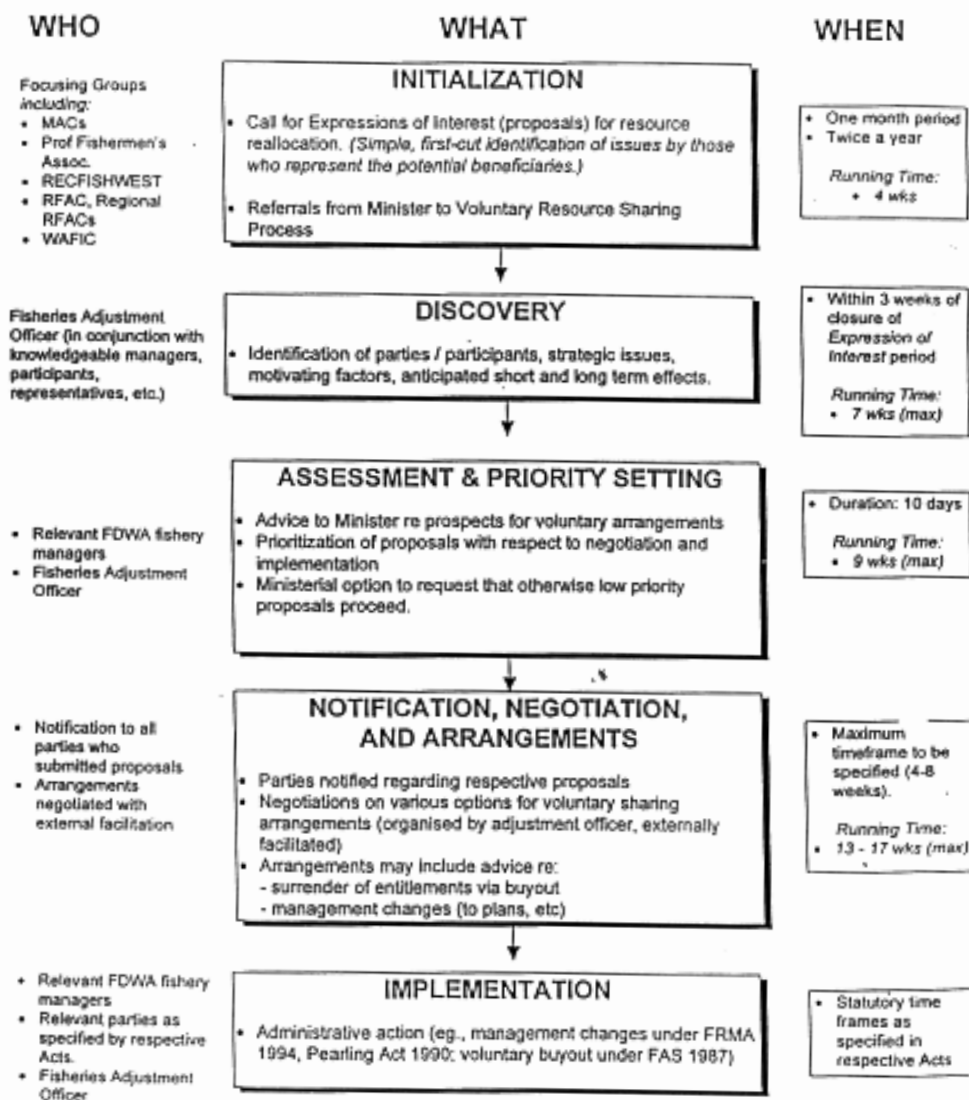 WHO
WHAT
WHEN
Focusing Groups
including:
• MACs
• Prof Fishermen's
Assoc.
• RECFISHWEST
• RFAC, Regional
RFACs
• WAFIC
INITIALIZATION
• Call for Expressions of Interest (proposals) for resource
reallocation. (Simple, first-cut identification of issues by those
who represent the potential beneficiaries.)
• Referrals from Minister to Voluntary Resource Sharing
Process
• One month period
• Twice a year
Running Time:
• 4 wks
Fisheries Adjustment
Officer (in conjunction with
knowledgeable managers,
participants,
representatives, etc.)
DISCOVERY
• Identification of parties / participants, strategic issues,
motivating factors, anticipated short and long term effects.
• Within 3 weeks of
closure of
Expression of
Interest period
Running Time:
• 7 wks (max)
• Relevant FDWA fishery
managers
• Fisheries Adjustment
Officer
ASSESSMENT & PRIORITY SETTING
• Advice to Minister re prospects for voluntary arrangements
• Prioritization of proposals with respect to negotiation and
implementation
• Ministerial option to request that otherwise low priority
proposals proceed.
• Duration: 10 days
Running Time:
• 9 wks (max)
• Notification to all
parties who
submitted proposals
• Arrangements
negotiated with
external facilitation
NOTIFICATION, NEGOTIATION,
AND ARRANGEMENTS
• Parties notified regarding respective proposals
• Negotiations on various options for voluntary sharing
arrangements (organised by adjustment officer, externally
facilitated)
• Arrangements may include advice re:
- surrender of entitlements via buyout
- management changes (to plans, etc)
• Maximum
timeframe to be
specified (4-8
weeks).
Running Time:
• 13 - 17 wks (max)
• Relevant FDWA fishery
managers
• Relevant parties as
specified by respective
Acts.
• Fisheries Adjustment
Officer
IMPLEMENTATION
• Administrative action (eg., management changes under FRMA
1994, Pearling Act 1990; voluntary buyout under FAS 1987)
• Statutory time
frames as
specified in
respective Acts